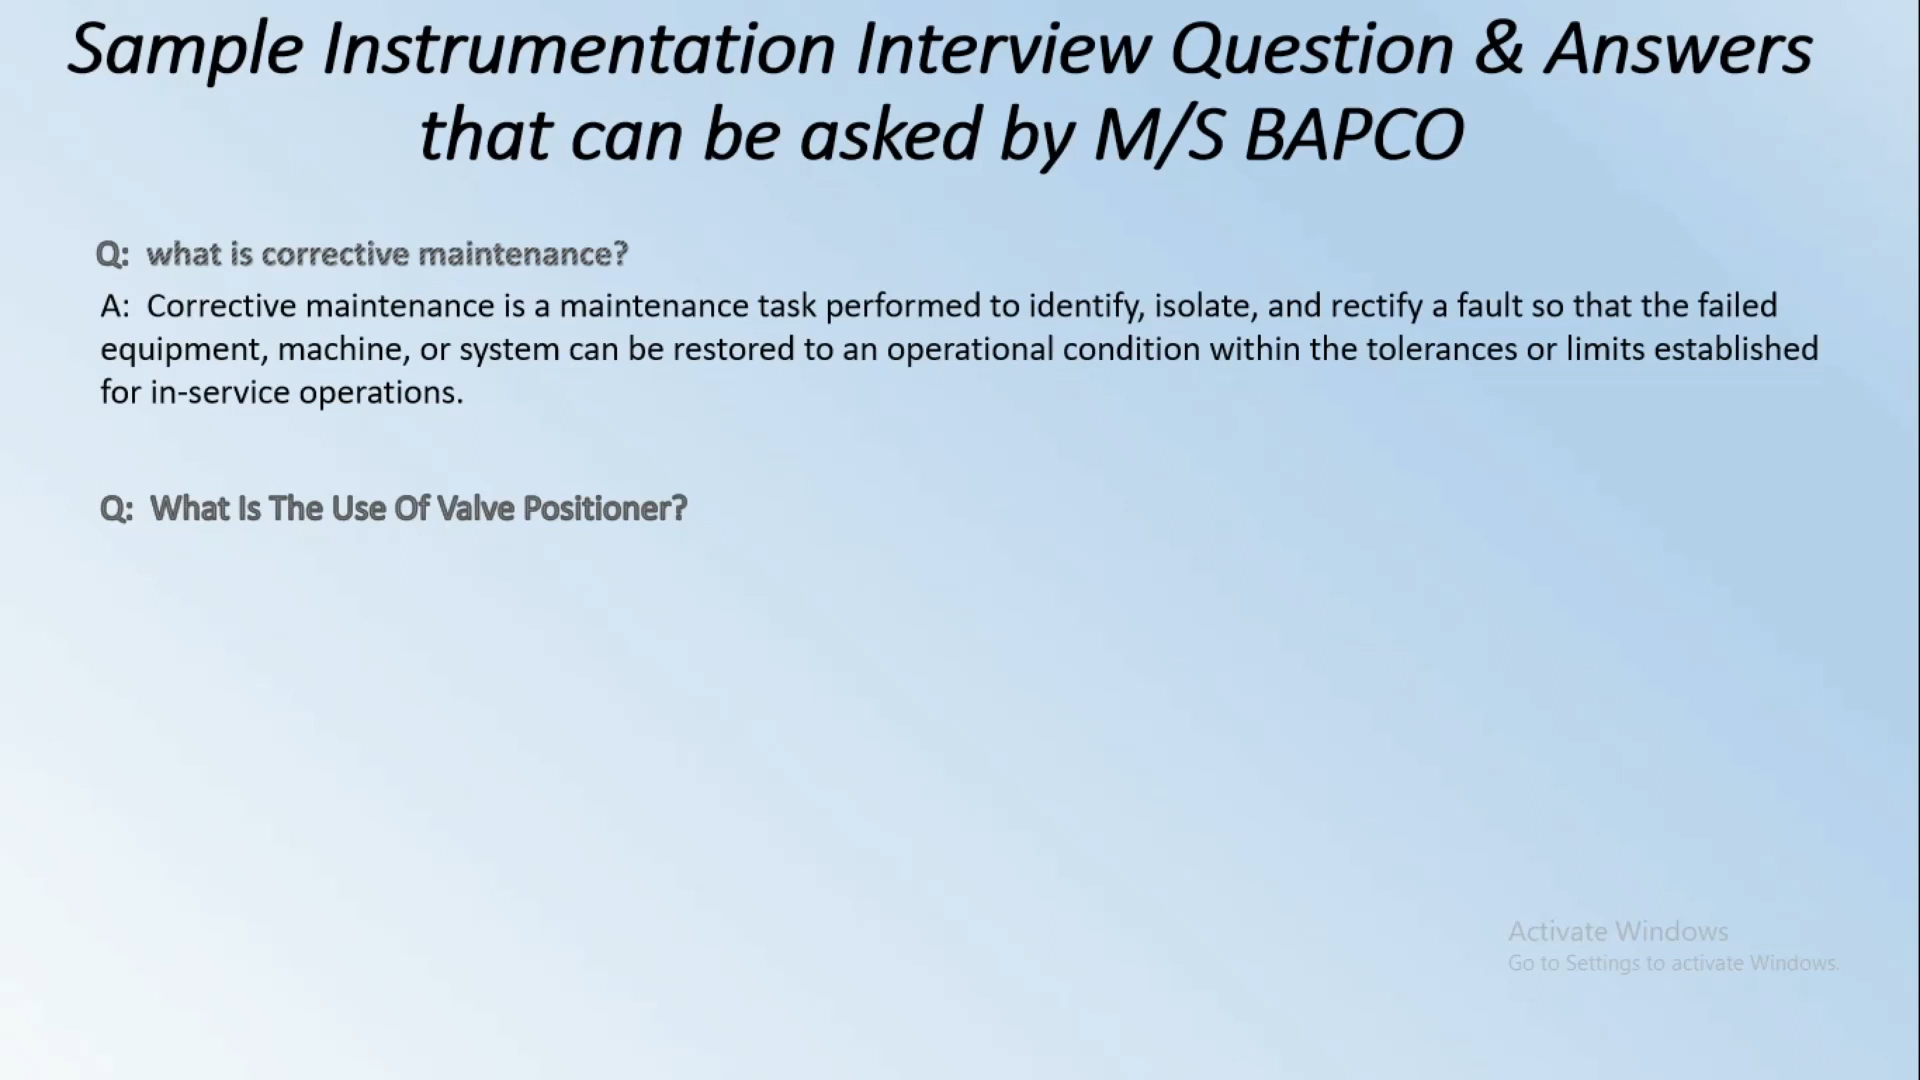 Sample Instrumentation Interview Question & Answers
that can be asked by M/S BAPCO
Q: what is corrective maintenance?
A: Corrective maintenance is a maintenance task performed to identify, isolate, and rectify a fault so that the failed
equipment, machine, or system can be restored to an operational condition within the tolerances or limits established
for in-service operations.
Q: What Is The Use Of Valve Positioner?
Activate Windows
Go to Settings to activate Windows.